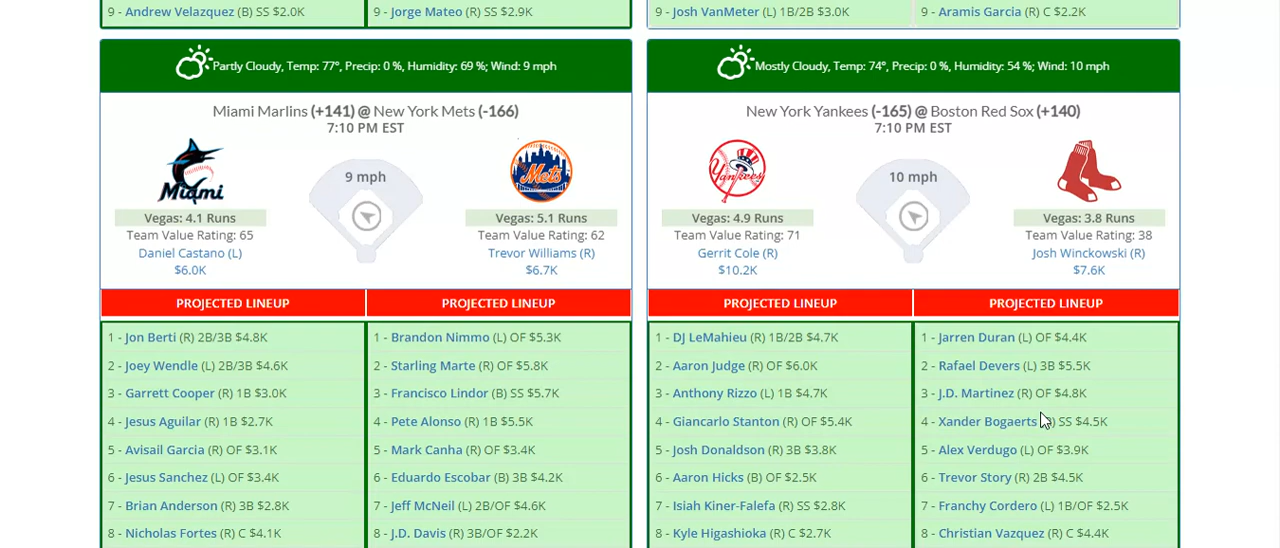 9 - Andrew Velazquez (B) SS $2.0K
9 - Jorge Mateo (R) SS $2.9K
9 - Josh VanMeter (L) 1B/2B $3.0K
9 - Aramis Garcia (R) C $2.2K
Partly Cloudy, Temp: 77°, Precip: 0 %, Humidity: 69 %; Wind: 9 mph
Miami Marlins (+141) @ New York Mets (-166)
7:10 PM EST
Miami
Mets
9 mph
Vegas: 4.1 Runs
Team Value Rating: 65
Daniel Castano (L)
$6.0K
Vegas: 5.1 Runs
Team Value Rating: 62
Trevor Williams (R)
$6.7K
PROJECTED LINEUP
PROJECTED LINEUP
1 - Jon Berti (R) 2B/3B $4.8K
2 - Joey Wendle (L) 2B/3B $4.6K
3 - Garrett Cooper (R) 1B $3.0K
4 - Jesus Aguilar (R) 1B $2.7K
5 - Avisail Garcia (R) OF $3.1K
6 - Jesus Sanchez (L) OF $3.4K
7 - Brian Anderson (R) 3B $2.8K
8 - Nicholas Fortes (R) C $4.1K
1 - Brandon Nimmo (L) OF $5.3K
2 - Starling Marte (R) OF $5.8K
3 - Francisco Lindor (B) SS $5.7K
4 - Pete Alonso (R) 1B $5.5K
5 - Mark Canha (R) OF $3.4K
6 - Eduardo Escobar (B) 3B $4.2K
7 - Jeff McNeil (L) 2B/OF $4.6K
8 - J.D. Davis (R) 3B/OF $2.2K
Mostly Cloudy, Temp: 74°, Precip: 0 %, Humidity: 54 %; Wind: 10 mph
New York Yankees (-165) @ Boston Red Sox (+140)
7:10 PM EST
Yankees
10 mph
Vegas: 4.9 Runs
Team Value Rating: 71
Gerrit Cole (R)
$10.2K
Vegas: 3.8 Runs
Team Value Rating: 38
Josh Winckowski (R)
$7.6K
PROJECTED LINEUP
PROJECTED LINEUP
1 - DJ LeMahieu (R) 1B/2B $4.7K
2 - Aaron Judge (R) OF $6.0K
3 - Anthony Rizzo (L) 1B $4.7K
4 - Giancarlo Stanton (R) OF $5.4K
5 - Josh Donaldson (R) 3B $3.8K
6 - Aaron Hicks (B) OF $2.5K
7 - Isiah Kiner-Falefa (R) SS $2.8K
8 - Kyle Higashioka (R) C $2.7K
1 - Jarren Duran (L) OF $4.4K
2 - Rafael Devers (L) 3B $5.5K
3 - J.D. Martinez (R) OF $4.8K
4 - Xander Bogaerts SS $4.5K
5 - Alex Verdugo (L) OF $3.9K
6 - Trevor Story (R) 2B $4.5K
7 - Franchy Cordero (L) 1B/OF $2.5K
8 - Christian Vazquez (R) C $4.4K